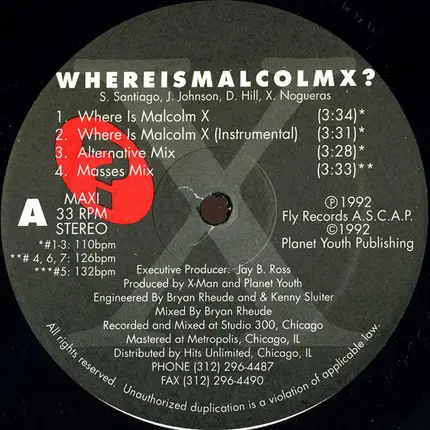 WHEREISMALCOLMX?
S. Santiago, J. Johnson, D. Hill, X. Nogueras
1. Where Is Malcolm X (3:34)*
2. Where Is Malcolm X (Instrumental) (3:31)*
3. Alternative Mix (3:28)*
4. Masses Mix (3:33)**
A
MAXI
33 RPM
STEREO
*#1-3: 110bpm
**# 4, 6, 7: 126bpm
***#5: 132bpm
℗1992
Fly Records A.S.C.A.P.
©1992
Planet Youth Publishing
Executive Producer: Jay B. Ross
Produced by X-Man and Planet Youth
Engineered By Bryan Rheude & Kenny Sluiter
Mixed By Bryan Rheude
Recorded and Mixed at Studio 300, Chicago
Mastered at Metropolis, Chicago, IL
Distributed by Hits Unlimited, Chicago, IL
PHONE (312) 296-4487
FAX (312) 296-4490
All rights reserved. Unauthorized duplication is a violation of applicable law.